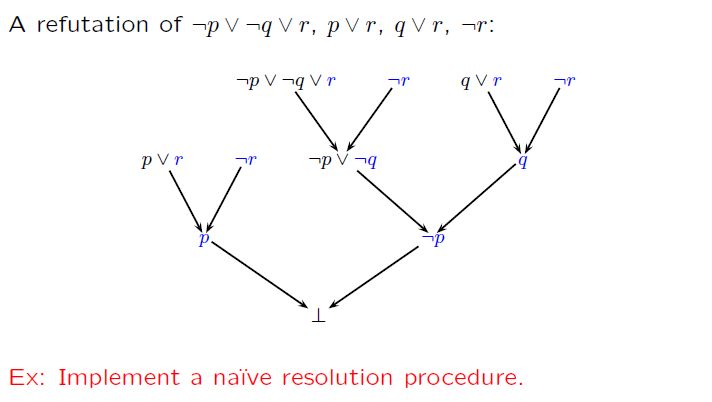 A refutation of ¬p ∨ ¬q ∨ r, p ∨ r, q ∨ r, ¬r:
¬p ∨ ¬q ∨ r ¬r q ∨ r ¬r
p ∨ r ¬r ¬p ∨ ¬q q
p ¬p
⊥
Ex: Implement a naïve resolution procedure.